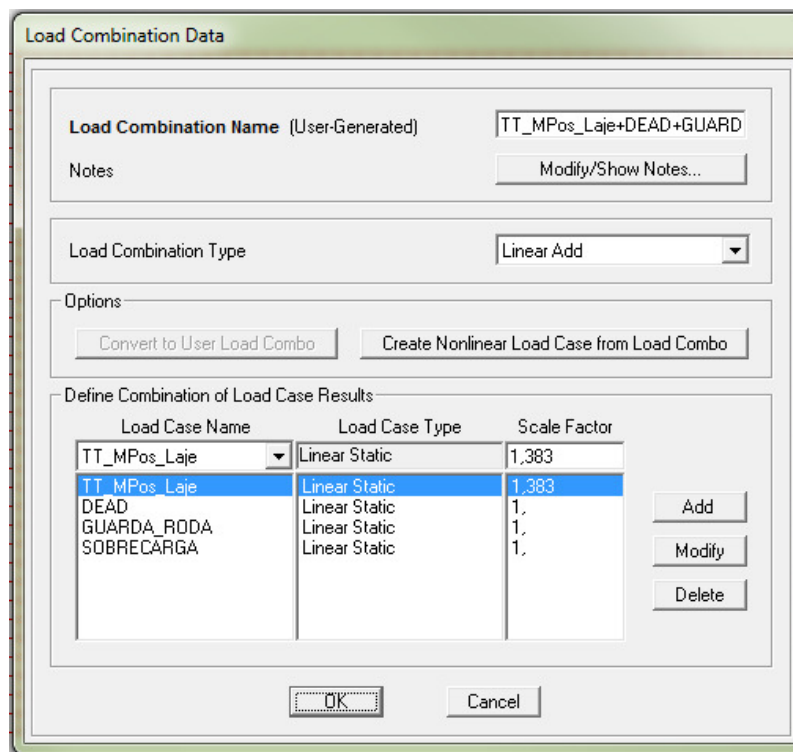 Load Combination Data
Load Combination Name (User-Generated) TT_MPos_Laje+DEAD+GUARD
Notes Modify/Show Notes...
Load Combination Type Linear Add
Options
Convert to User Load Combo Create Nonlinear Load Case from Load Combo
Define Combination of Load Case Results
Load Case Name Load Case Type Scale Factor
TT_MPos_Laje Linear Static 1,383
TT_MPos_Laje Linear Static 1,383
DEAD Linear Static 1,
GUARDA_RODA Linear Static 1,
SOBRECARGA Linear Static 1,
Add
Modify
Delete
OK Cancel